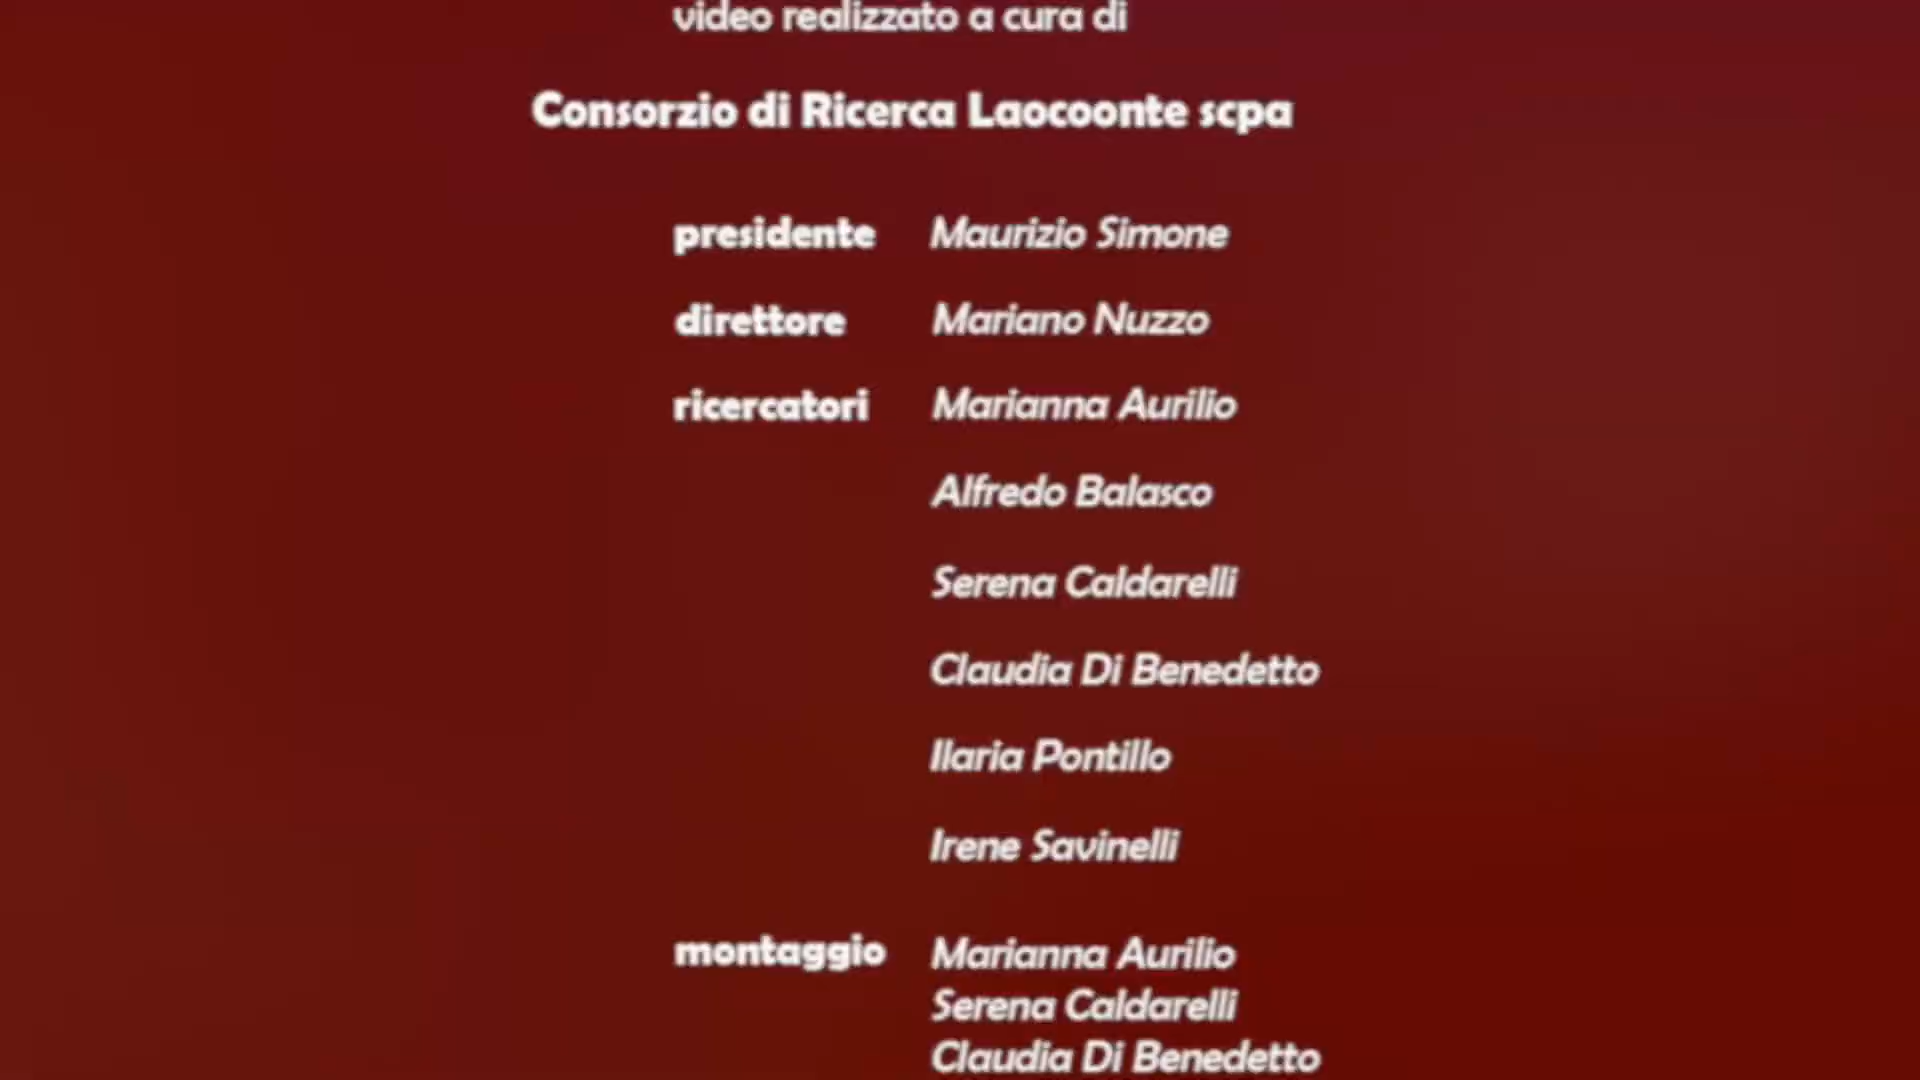 video realizzato a cura di
Consorzio di Ricerca Laocoonte scpa
presidente Maurizio Simone
direttore Mariano Nuzzo
ricercatori Marianna Aurilio
Alfredo Balasco
Serena Caldarelli
Claudia Di Benedetto
Ilaria Pontillo
Irene Savinelli
montaggio Marianna Aurilio
Serena Caldarelli
Claudia Di Benedetto